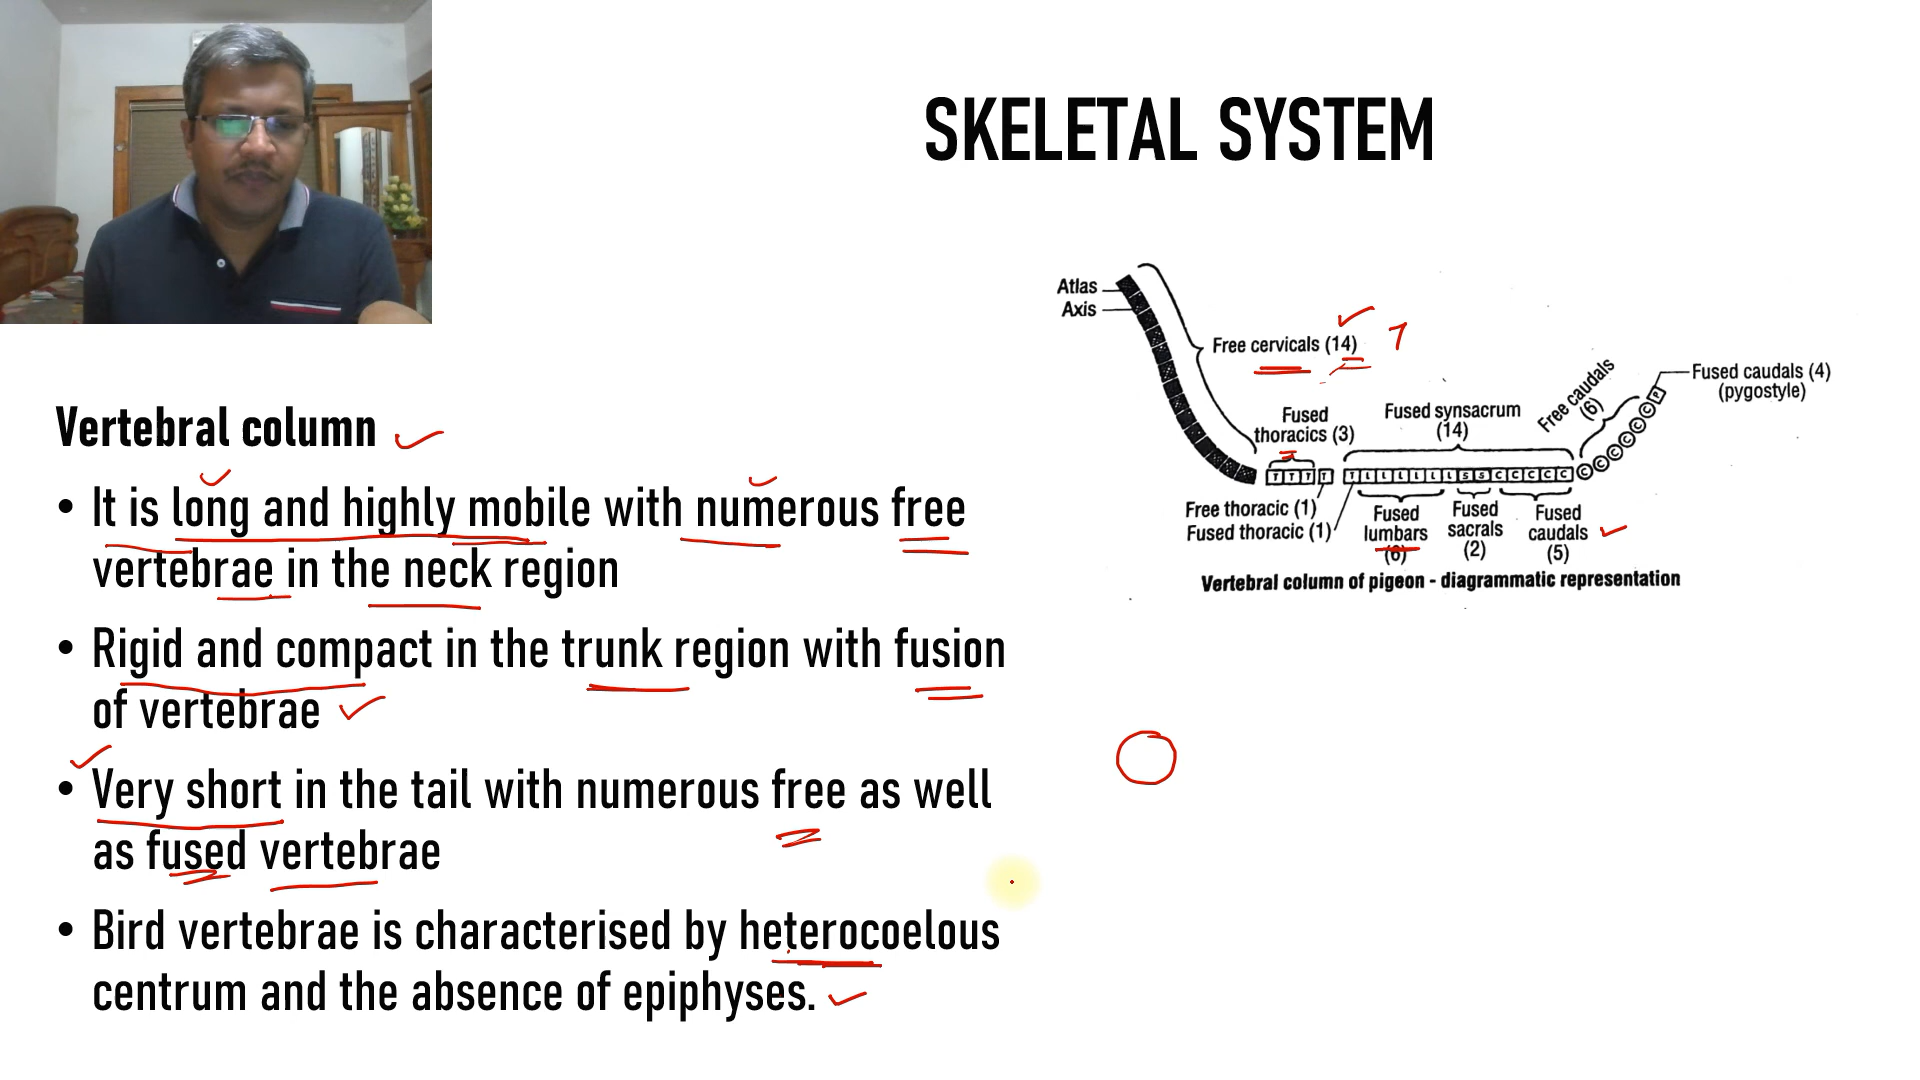 SKELETAL SYSTEM
Vertebral column
• It is long and highly mobile with numerous free
vertebrae in the neck region
• Rigid and compact in the trunk region with fusion
of vertebrae
• Very short in the tail with numerous free as well
as fused vertebrae
• Bird vertebrae is characterised by heterocoelous
centrum and the absence of epiphyses.
Atlas
Axis
Free cervicals (14)
7
Fused
thoracics (3)
Fused synsacrum
(14)
Free caudals
(6)
Fused caudals (4)
(pygostyle)
T T T T T L L L L L L S S C C C C C C C C C C C P
Free thoracic (1)
Fused thoracic (1)
Fused
lumbars
(6)
Fused
sacrals
(2)
Fused
caudals
(5)
Vertebral column of pigeon - diagrammatic representation